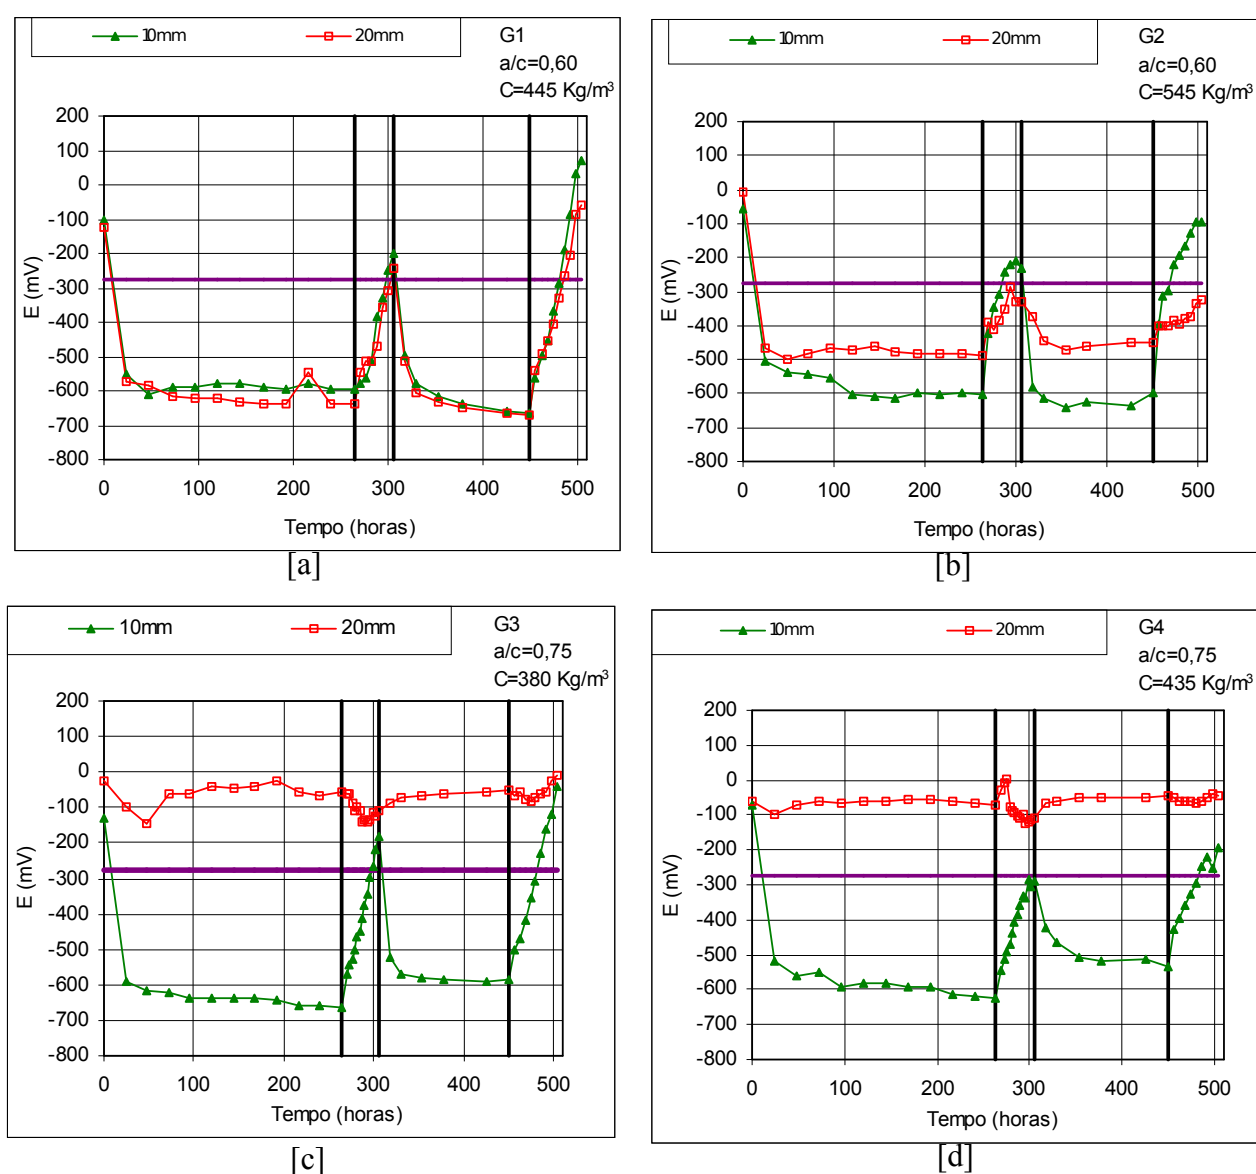 10mm
20mm
G1
a/c=0,60
C=445 Kg/m³
200
100
0
-100
-200
-300
-400
-500
-600
-700
-800
E (mV)
0 100 200 300 400 500
Tempo (horas)
[a]
10mm
20mm
G2
a/c=0,60
C=545 Kg/m³
200
100
0
-100
-200
-300
-400
-500
-600
-700
-800
E (mV)
0 100 200 300 400 500
Tempo (horas)
[b]
10mm
20mm
G3
a/c=0,75
C=380 Kg/m³
200
100
0
-100
-200
-300
-400
-500
-600
-700
-800
E (mV)
0 100 200 300 400 500
Tempo (horas)
[c]
10mm
20mm
G4
a/c=0,75
C=435 Kg/m³
200
100
0
-100
-200
-300
-400
-500
-600
-700
-800
E (mV)
0 100 200 300 400 500
Tempo (horas)
[d]